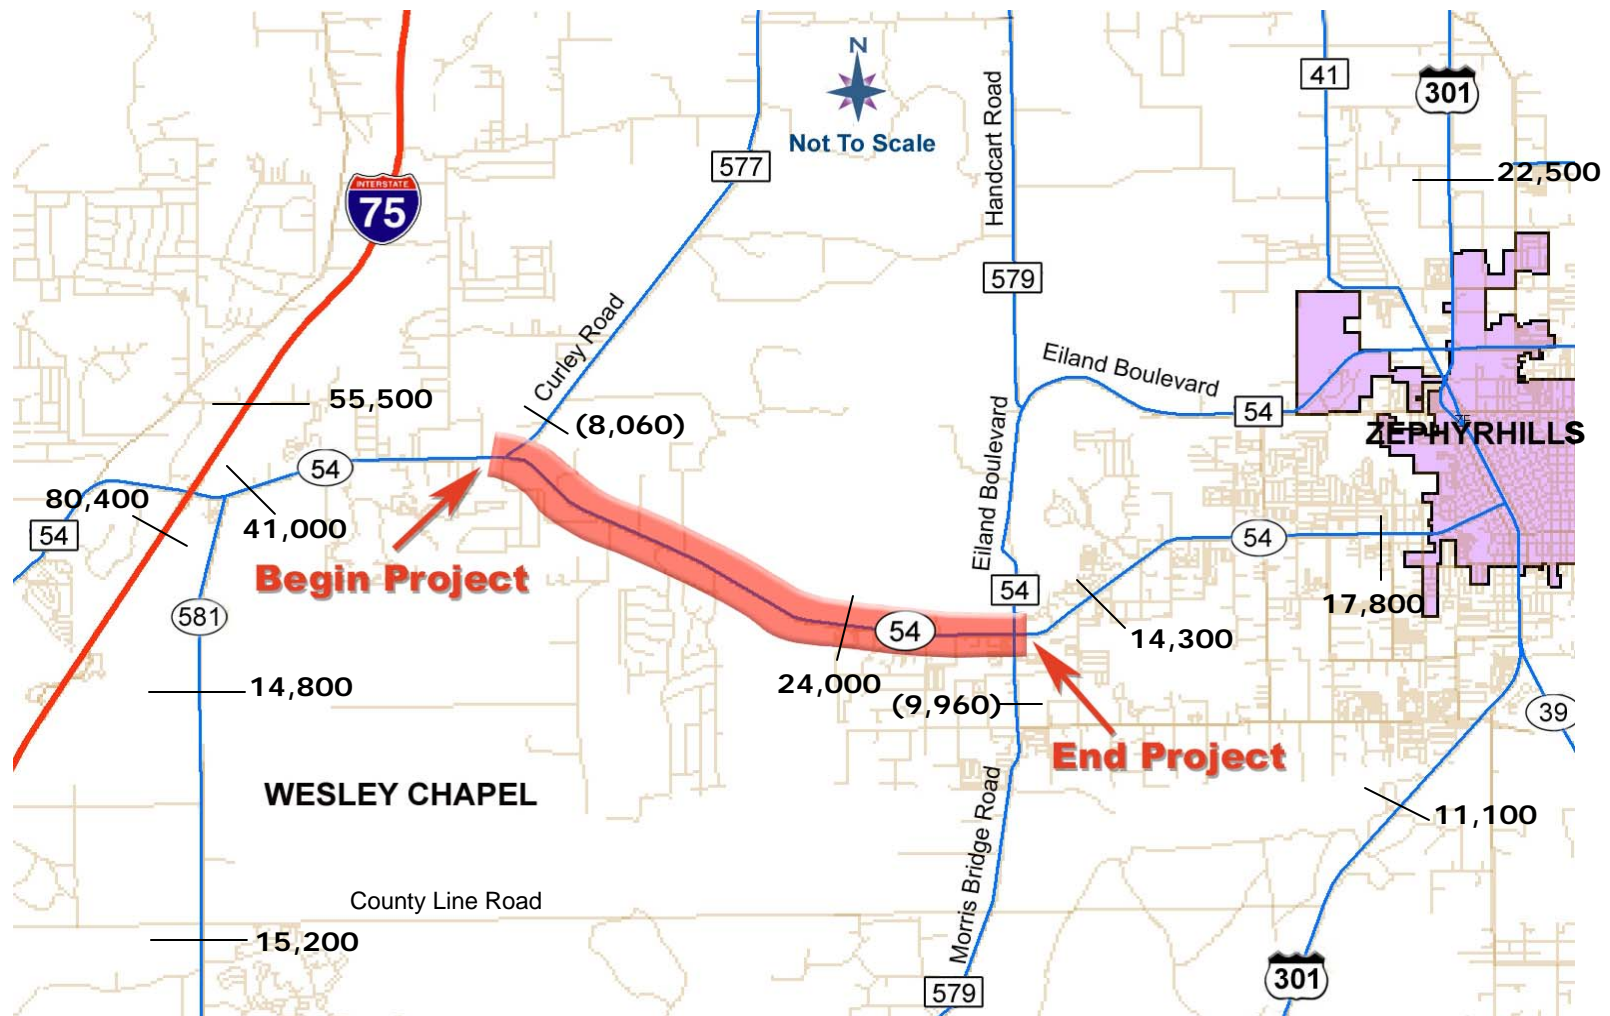 N
Not To Scale
Handcart Road
41
301
577
22,500
INTERSTATE
75
579
Curley Road
Eiland Boulevard
55,500
(8,060)
54
ZEPHYRHILLS
54
80,400
41,000
54
Eiland Boulevard
54
Begin Project
54
581
17,800
54
14,300
14,800
24,000
(9,960)
39
End Project
WESLEY CHAPEL
11,100
Morris Bridge Road
County Line Road
15,200
579
301